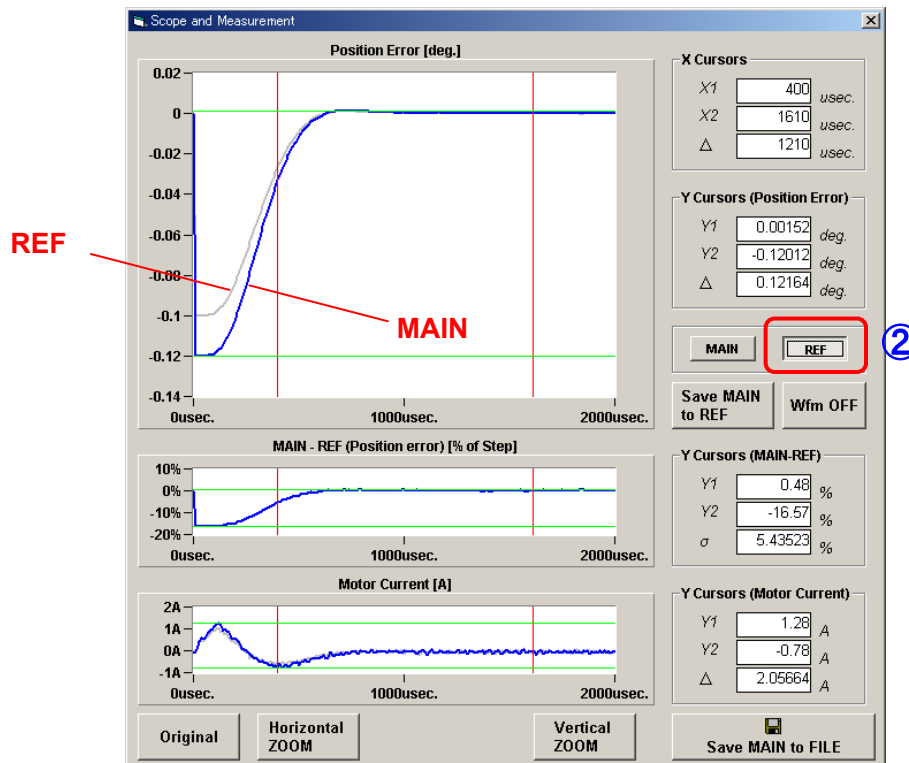 Scope and Measurement
Position Error [deg.]
0.02
0
-0.02
-0.04
-0.06
-0.08
-0.1
-0.12
-0.14
0usec.
1000usec.
2000usec.
REF
MAIN
MAIN - REF (Position error) [% of Step]
10%
0%
-10%
-20%
0usec.
1000usec.
2000usec.
Motor Current [A]
2A
1A
0A
-1A
0usec.
1000usec.
2000usec.
Original
Horizontal
ZOOM
Vertical
ZOOM
X Cursors
X1 400 usec.
X2 1610 usec.
△ 1210 usec.
Y Cursors (Position Error)
Y1 0.00152 deg.
Y2 -0.12012 deg.
△ 0.12164 deg.
MAIN
REF
②
Save MAIN
to REF
Wfm OFF
Y Cursors (MAIN-REF)
Y1 0.48 %
Y2 -16.57 %
σ 5.43523 %
Y Cursors (Motor Current)
Y1 1.28 A
Y2 -0.78 A
△ 2.05664 A
Save MAIN to FILE